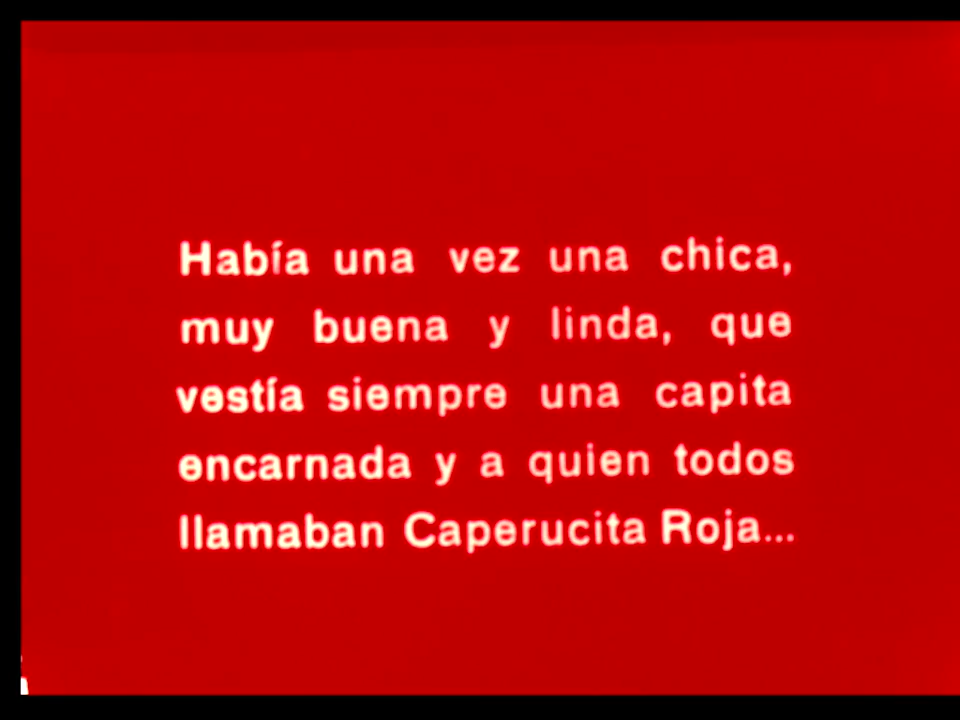 Había una vez una chica,
muy buena y linda, que
vestía siempre una capita
encarnada y a quien todos
llamaban Caperucita Roja...